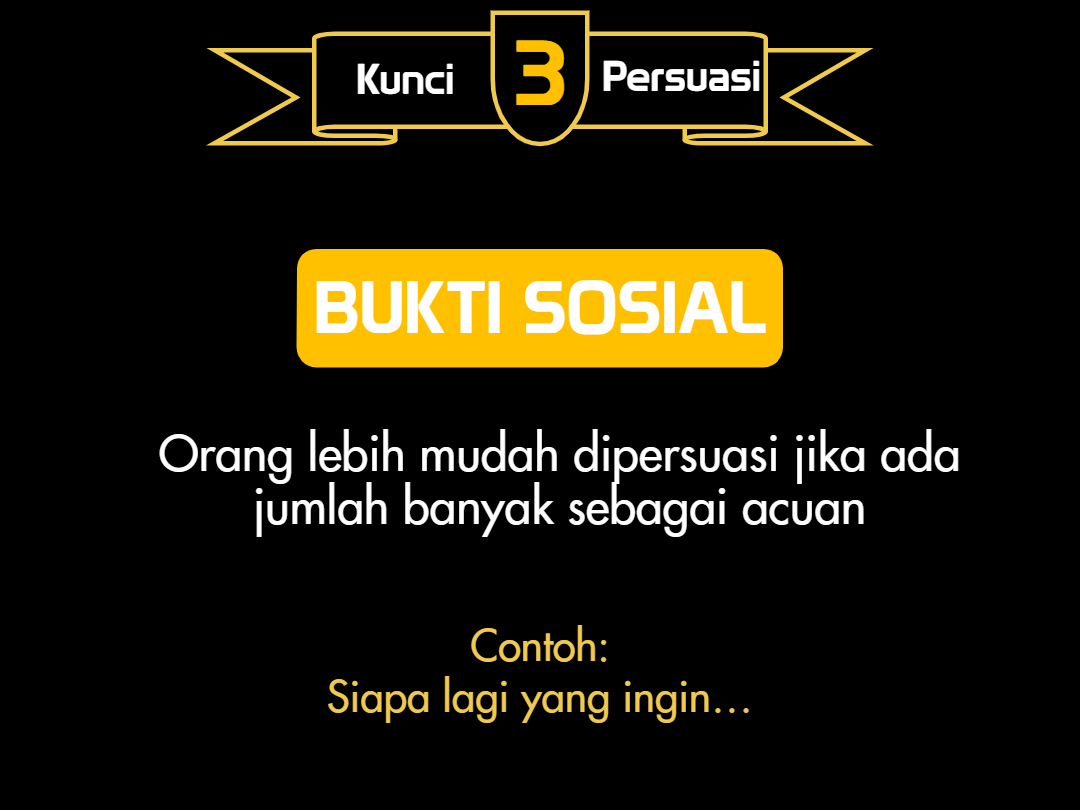 Kunci 3 Persuasi
BUKTI SOSIAL
Orang lebih mudah dipersuasi jika ada
jumlah banyak sebagai acuan
Contoh:
Siapa lagi yang ingin...